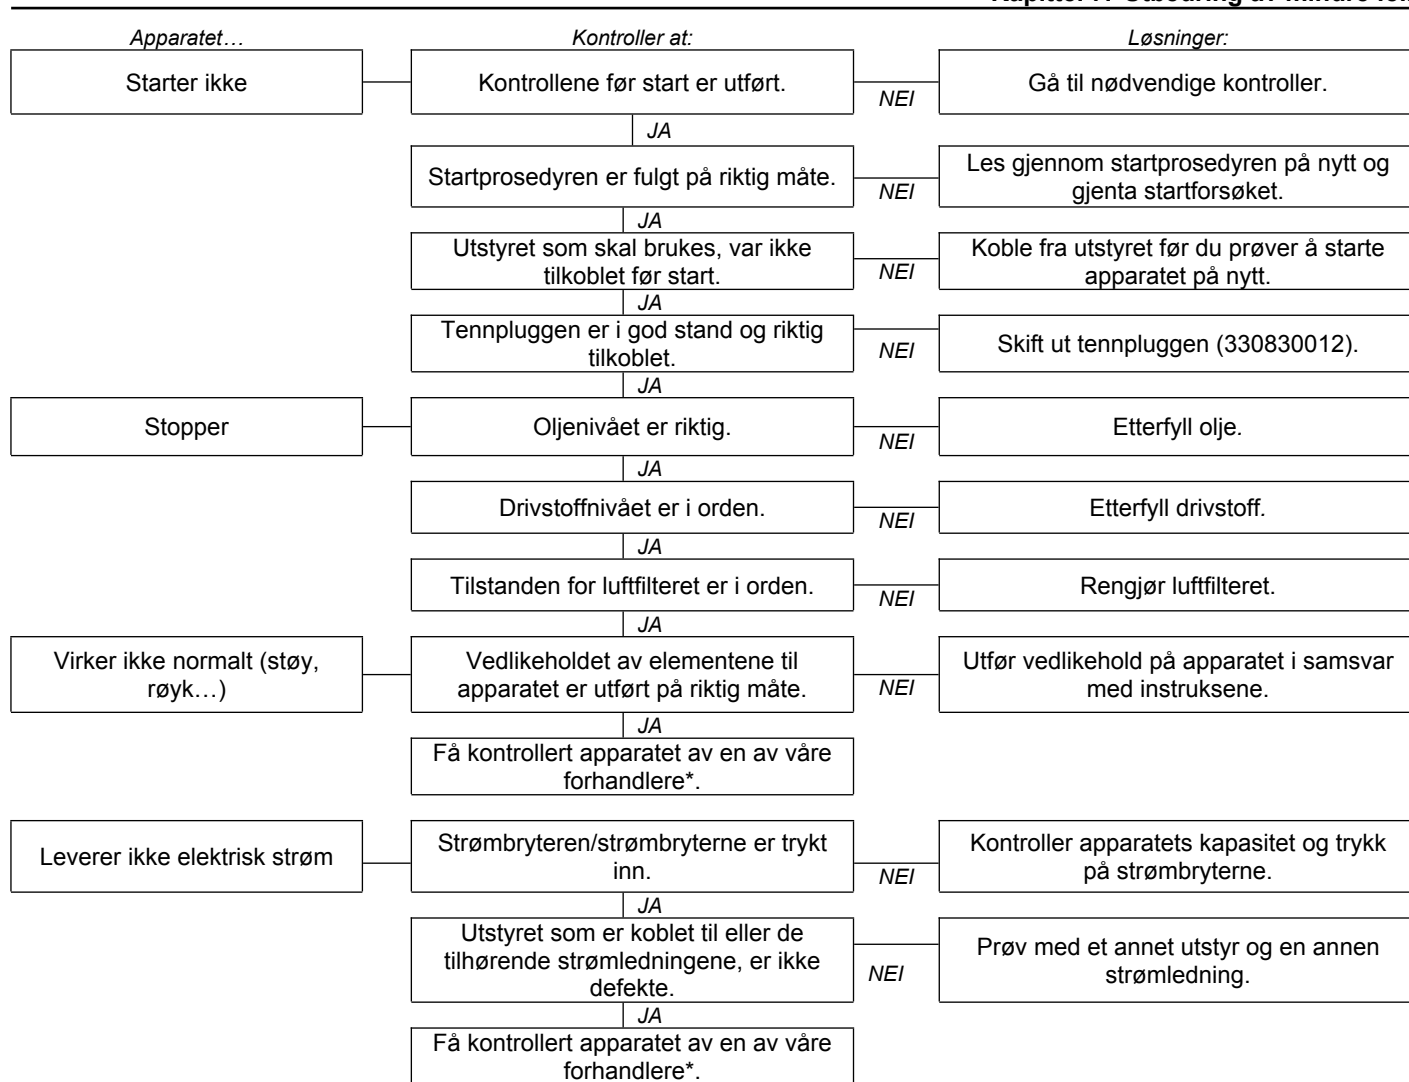 Apparatet…
Kontroller at:
Løsninger:
Starter ikke
Kontrollene før start er utført.
NEI
Gå til nødvendige kontroller.
JA
Startprosedyren er fulgt på riktig måte.
NEI
Les gjennom startprosedyren på nytt og
gjenta startforsøket.
JA
Utstyret som skal brukes, var ikke
tilkoblet før start.
NEI
Koble fra utstyret før du prøver å starte
apparatet på nytt.
JA
Tennpluggen er i god stand og riktig
tilkoblet.
NEI
Skift ut tennpluggen (330830012).
JA
Stopper
Oljenivået er riktig.
NEI
Etterfyll olje.
JA
Drivstoffnivået er i orden.
NEI
Etterfyll drivstoff.
JA
Tilstanden for luftfilteret er i orden.
NEI
Rengjør luftfilteret.
JA
Virker ikke normalt (støy,
røyk…)
Vedlikeholdet av elementene til
apparatet er utført på riktig måte.
NEI
Utfør vedlikehold på apparatet i samsvar
med instruksene.
JA
Få kontrollert apparatet av en av våre
forhandlere*.
Leverer ikke elektrisk strøm
Strømbryteren/strømbryterne er trykt
inn.
NEI
Kontroller apparatets kapasitet og trykk
på strømbryterne.
JA
Utstyret som er koblet til eller de
tilhørende strømledningene, er ikke
defekte.
NEI
Prøv med et annet utstyr og en annen
strømledning.
JA
Få kontrollert apparatet av en av våre
forhandlere*.